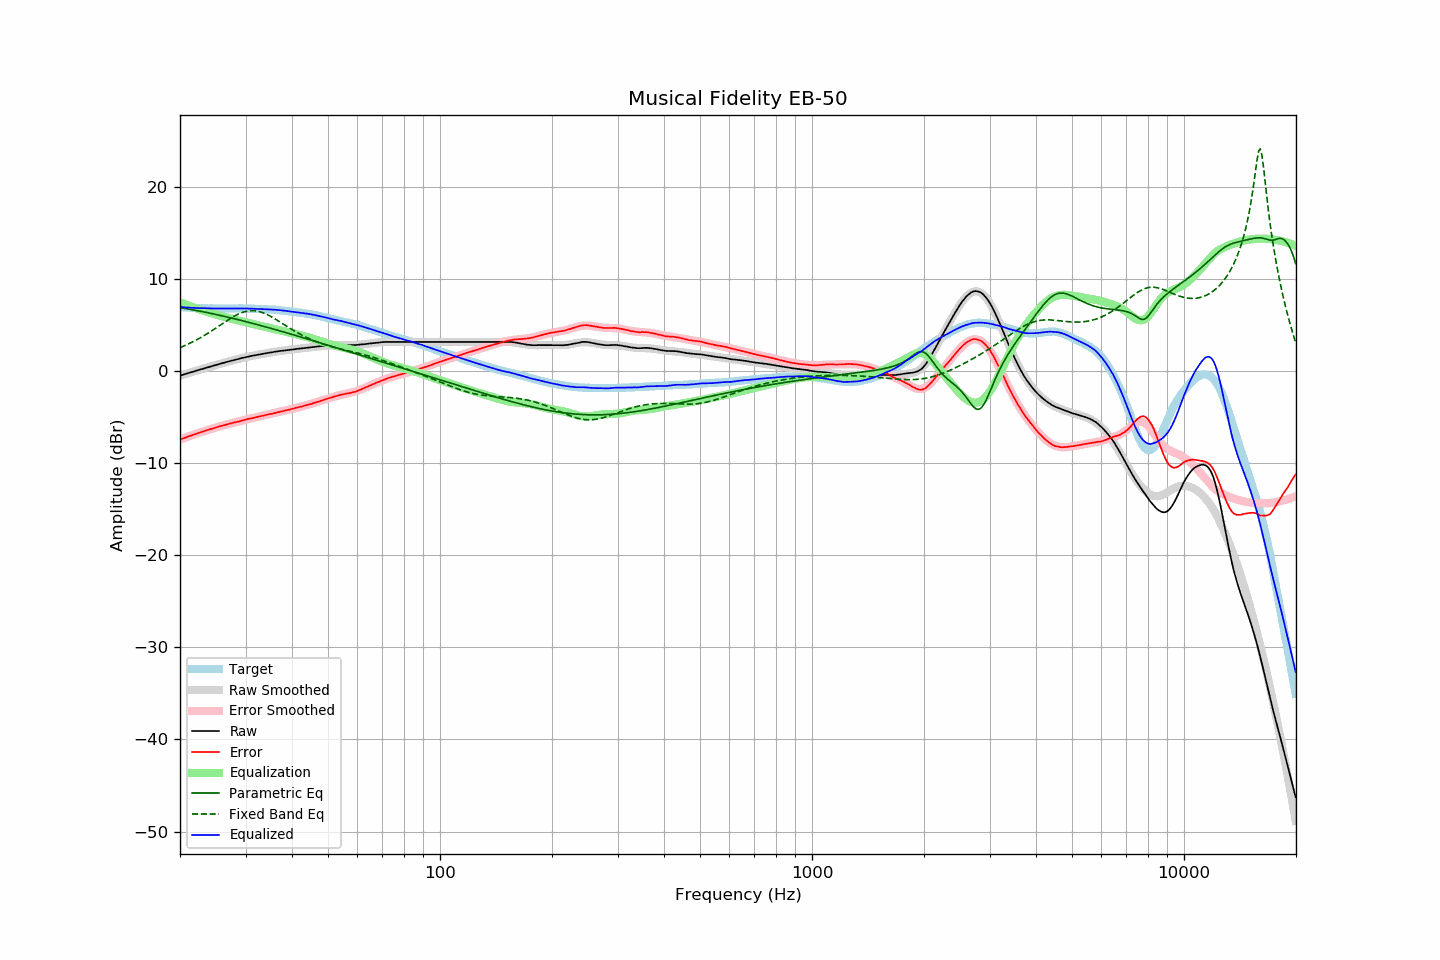 Musical Fidelity EB-50
20
10
0
−10
−20
−30
−40
−50
Amplitude (dBr)
Target
Raw Smoothed
Error Smoothed
Raw
Error
Equalization
Parametric Eq
Fixed Band Eq
Equalized
100
1000
10000
Frequency (Hz)